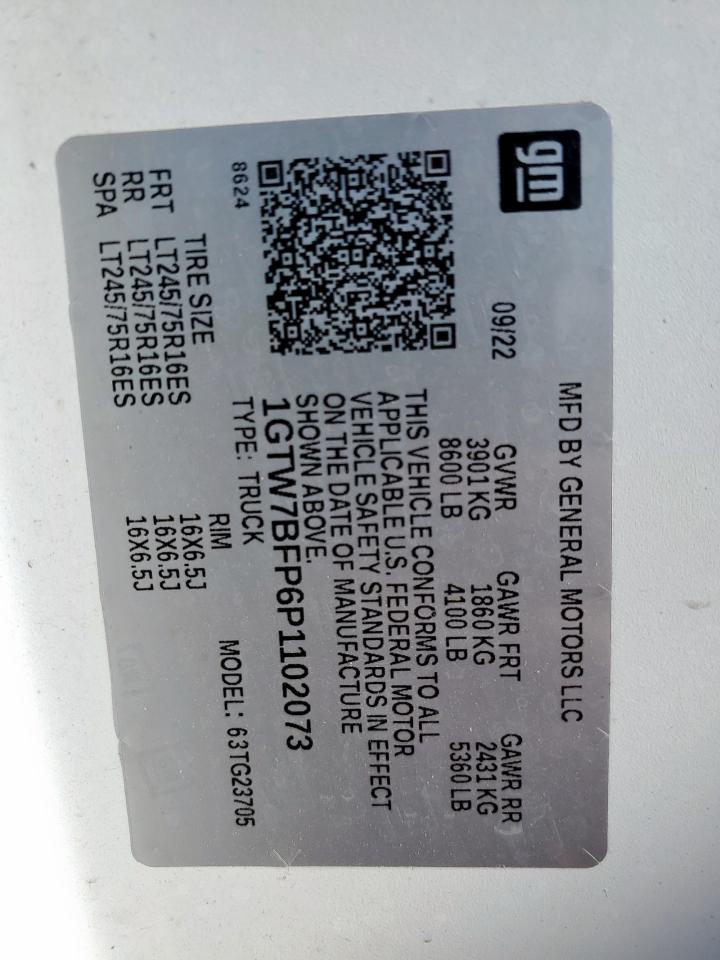 gm
MFD BY GENERAL MOTORS LLC
09/22
GVWR GAWR FRT GAWR RR
3901 KG 1860 KG 2431 KG
8600 LB 4100 LB 5360 LB
THIS VEHICLE CONFORMS TO ALL
APPLICABLE U.S. FEDERAL MOTOR
VEHICLE SAFETY STANDARDS IN EFFECT
ON THE DATE OF MANUFACTURE
SHOWN ABOVE.
1GTW7BFP6P1102073
8624
TYPE: TRUCK MODEL: 63TG23705
TIRE SIZE RIM
FRT LT245/75R16ES 16X6.5J
RR LT245/75R16ES 16X6.5J
SPA LT245/75R16ES 16X6.5J